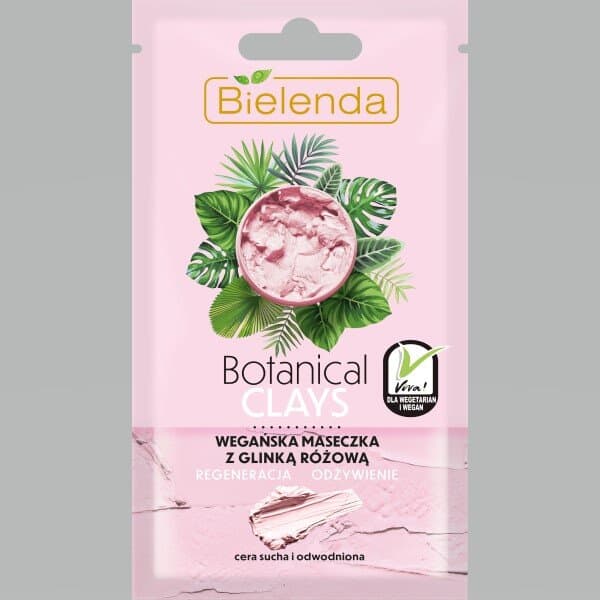 Bielenda
Botanical
CLAYS
Viva!
DLA WEGETARIAN
I WEGAN
WEGAŃSKA MASECZKA
Z GLINKĄ RÓŻOWĄ
REGENERACJA ODŻYWIENIE
cera sucha i odwodniona